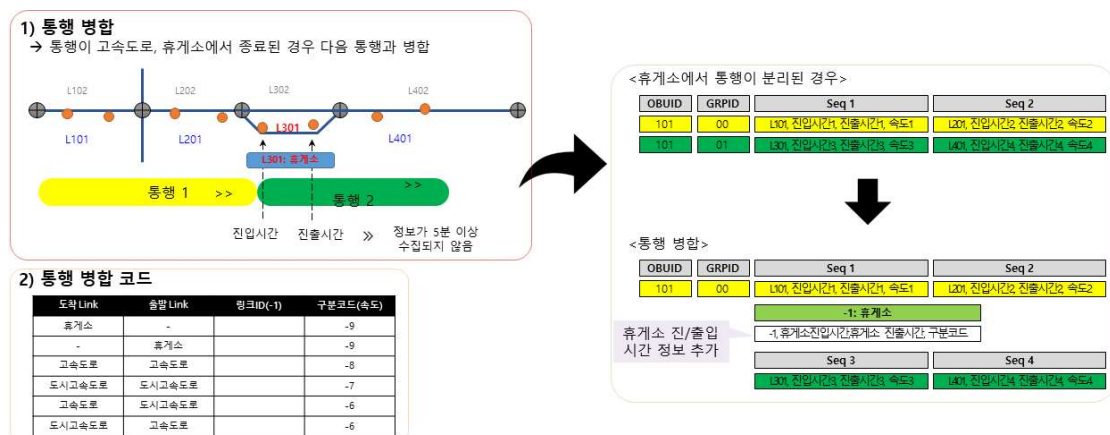 1) 통행 병합
→ 통행이 고속도로, 휴게소에서 종료된 경우 다음 통행과 병합
L102 L202 L302 L402
L101 L201 L301 L401
L301: 휴게소
통행 1 >> 통행 2 >>
진입시간 진출시간 » 정보가 5분 이상
수집되지 않음
2) 통행 병합 코드
도착 Link 출발 Link 링크ID(-1) 구분코드(속도)
휴게소 - -9
- 휴게소 -9
고속도로 고속도로 -8
도시고속도로 도시고속도로 -7
고속도로 도시고속도로 -6
도시고속도로 고속도로 -6
<휴게소에서 통행이 분리된 경우>
OBUID GRPID Seq 1 Seq 2
101 00 L101, 진입시간1, 진출시간1, 속도1 L201, 진입시간2, 진출시간2, 속도2
101 01 L301, 진입시간3, 진출시간3, 속도3 L401, 진입시간4, 진출시간4, 속도4
<통행 병합>
OBUID GRPID Seq 1 Seq 2
101 00 L101, 진입시간1, 진출시간1, 속도1 L201, 진입시간2, 진출시간2, 속도2
-1: 휴게소
-1, 휴게소진입시간,휴게소 진출시간, 구분코드
휴게소 진/출입
시간 정보 추가
Seq 3 Seq 4
L301, 진입시간3, 진출시간3, 속도3 L401, 진입시간4, 진출시간4, 속도4